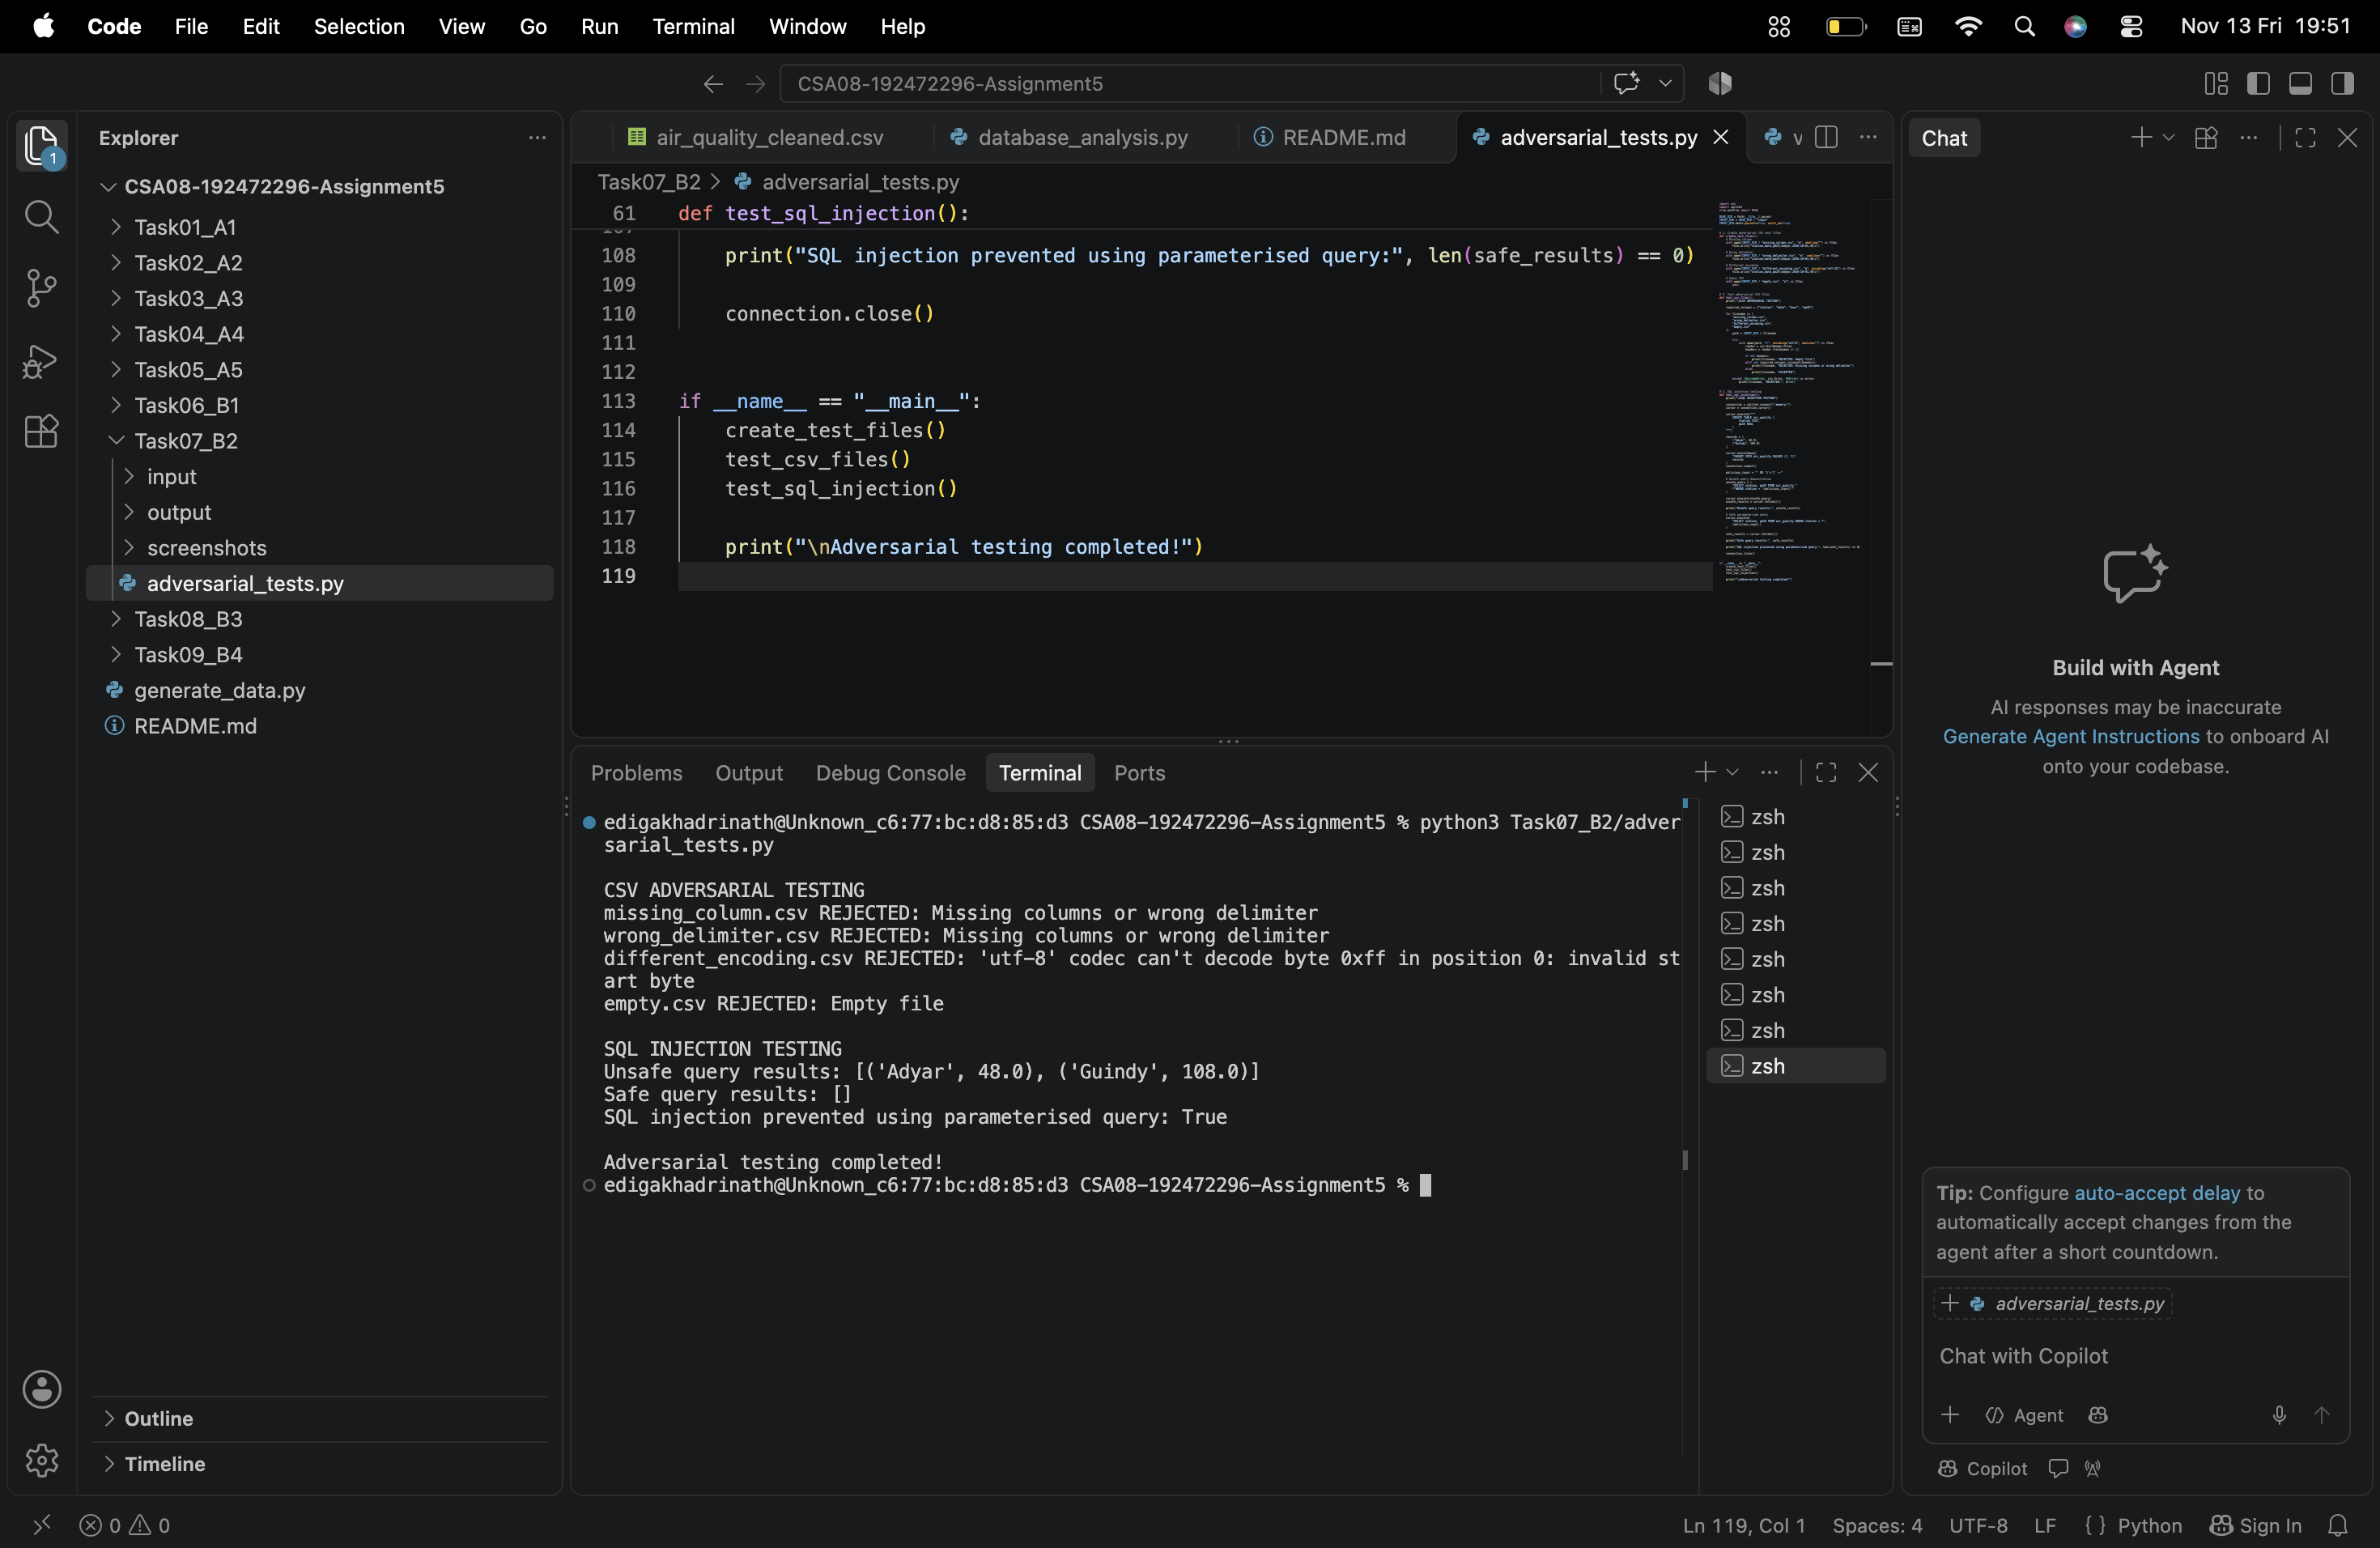 Code File Edit Selection View Go Run Terminal Window Help
Nov 13 Fri 19:51
CSA08-192472296-Assignment5
Explorer
1
CSA08-192472296-Assignment5
Task01_A1
Task02_A2
Task03_A3
Task04_A4
Task05_A5
Task06_B1
Task07_B2
input
output
screenshots
adversarial_tests.py
Task08_B3
Task09_B4
generate_data.py
README.md
Outline
Timeline
air_quality_cleaned.csv database_analysis.py README.md adversarial_tests.py
Task07_B2 > adversarial_tests.py
61 def test_sql_injection():
108 print("SQL injection prevented using parameterised query:", len(safe_results) == 0)
109
110 connection.close()
111
112
113 if __name__ == "__main__":
114 create_test_files()
115 test_csv_files()
116 test_sql_injection()
117
118 print("\nAdversarial testing completed!")
119
Problems Output Debug Console Terminal Ports
edigakhadrinath@Unknown_c6:77:bc:d8:85:d3 CSA08-192472296-Assignment5 % python3 Task07_B2/adver
sarial_tests.py
CSV ADVERSARIAL TESTING
missing_column.csv REJECTED: Missing columns or wrong delimiter
wrong_delimiter.csv REJECTED: Missing columns or wrong delimiter
different_encoding.csv REJECTED: 'utf-8' codec can't decode byte 0xff in position 0: invalid st
art byte
empty.csv REJECTED: Empty file
SQL INJECTION TESTING
Unsafe query results: [('Adyar', 48.0), ('Guindy', 108.0)]
Safe query results: []
SQL injection prevented using parameterised query: True
Adversarial testing completed!
edigakhadrinath@Unknown_c6:77:bc:d8:85:d3 CSA08-192472296-Assignment5 %
zsh
zsh
zsh
zsh
zsh
zsh
zsh
zsh
Chat
Build with Agent
AI responses may be inaccurate
Generate Agent Instructions to onboard AI
onto your codebase.
Tip: Configure auto-accept delay to
automatically accept changes from the
agent after a short countdown.
adversarial_tests.py
Chat with Copilot
Agent
Copilot
0 0
Ln 119, Col 1 Spaces: 4 UTF-8 LF {} Python Sign In